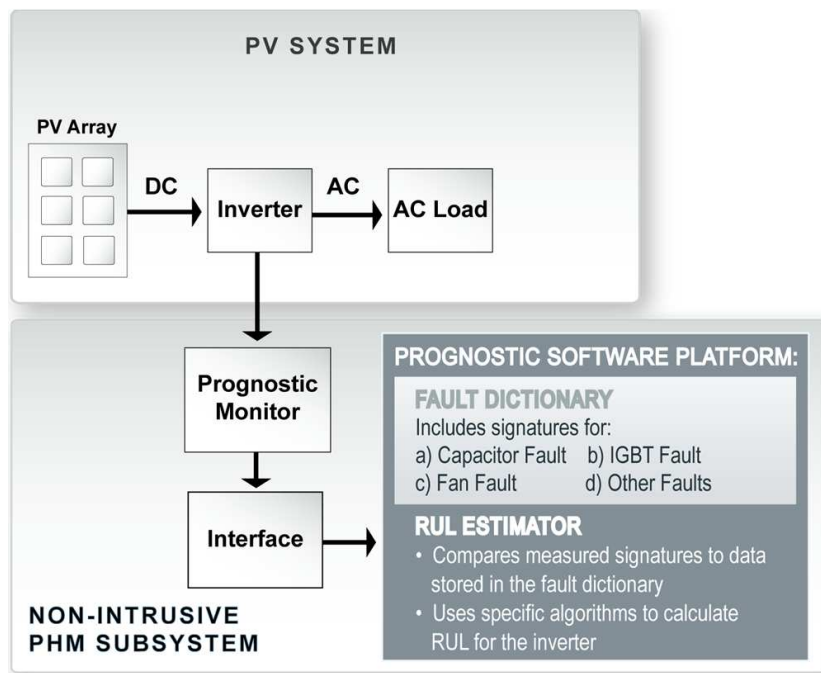 PV SYSTEM
PV Array
DC
Inverter
AC
AC Load
Prognostic
Monitor
Interface
NON-INTRUSIVE
PHM SUBSYSTEM
PROGNOSTIC SOFTWARE PLATFORM:
FAULT DICTIONARY
Includes signatures for:
a) Capacitor Fault b) IGBT Fault
c) Fan Fault d) Other Faults
RUL ESTIMATOR
• Compares measured signatures to data
stored in the fault dictionary
• Uses specific algorithms to calculate
RUL for the inverter